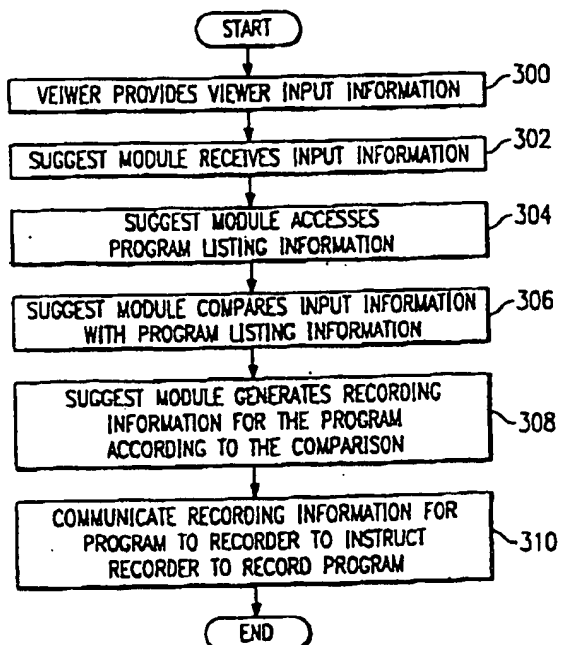 START
VEIWER PROVIDES VIEWER INPUT INFORMATION
300
SUGGEST MODULE RECEIVES INPUT INFORMATION
302
SUGGEST MODULE ACCESSES
PROGRAM LISTING INFORMATION
304
SUGGEST MODULE COMPARES INPUT INFORMATION
WITH PROGRAM LISTING INFORMATION
306
SUGGEST MODULE GENERATES RECORDING
INFORMATION FOR THE PROGRAM
ACCORDING TO THE COMPARISON
308
COMMUNICATE RECORDING INFORMATION FOR
PROGRAM TO RECORDER TO INSTRUCT
RECORDER TO RECORD PROGRAM
310
END